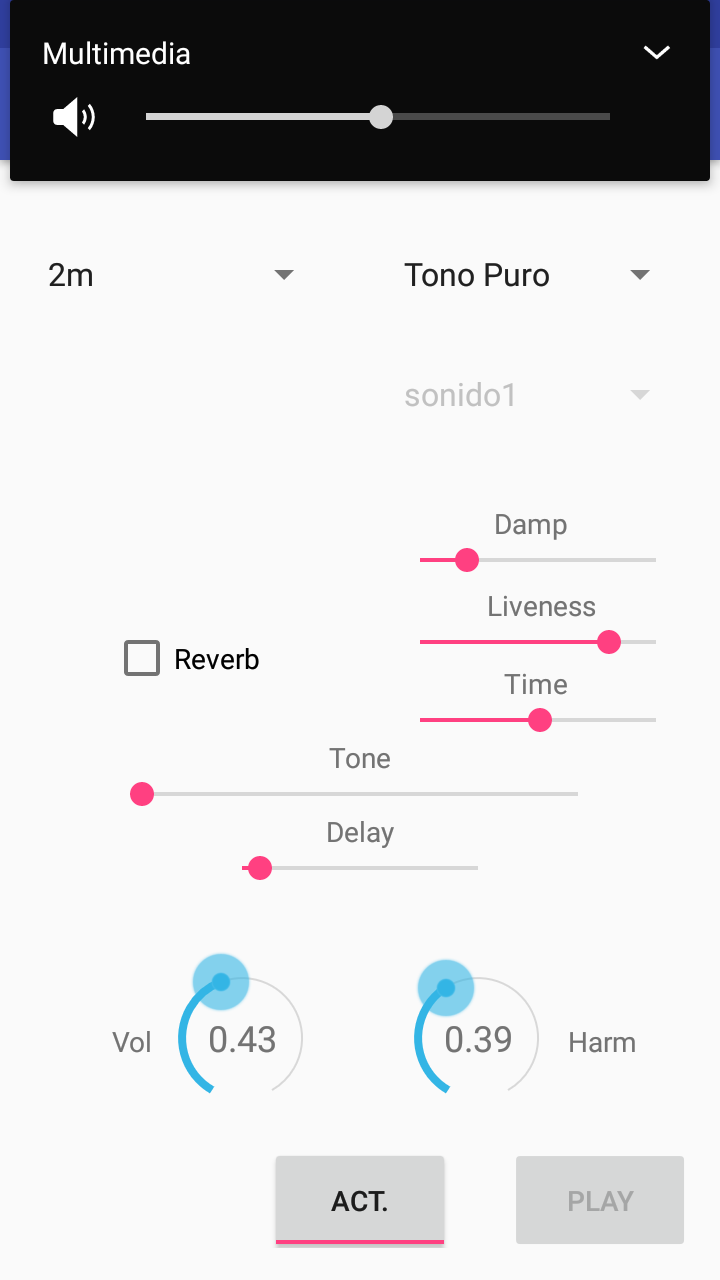 Multimedia
2m
Tono Puro
sonido1
Damp
Liveness
Reverb
Time
Tone
Delay
Vol
0.43
0.39
Harm
ACT.
PLAY